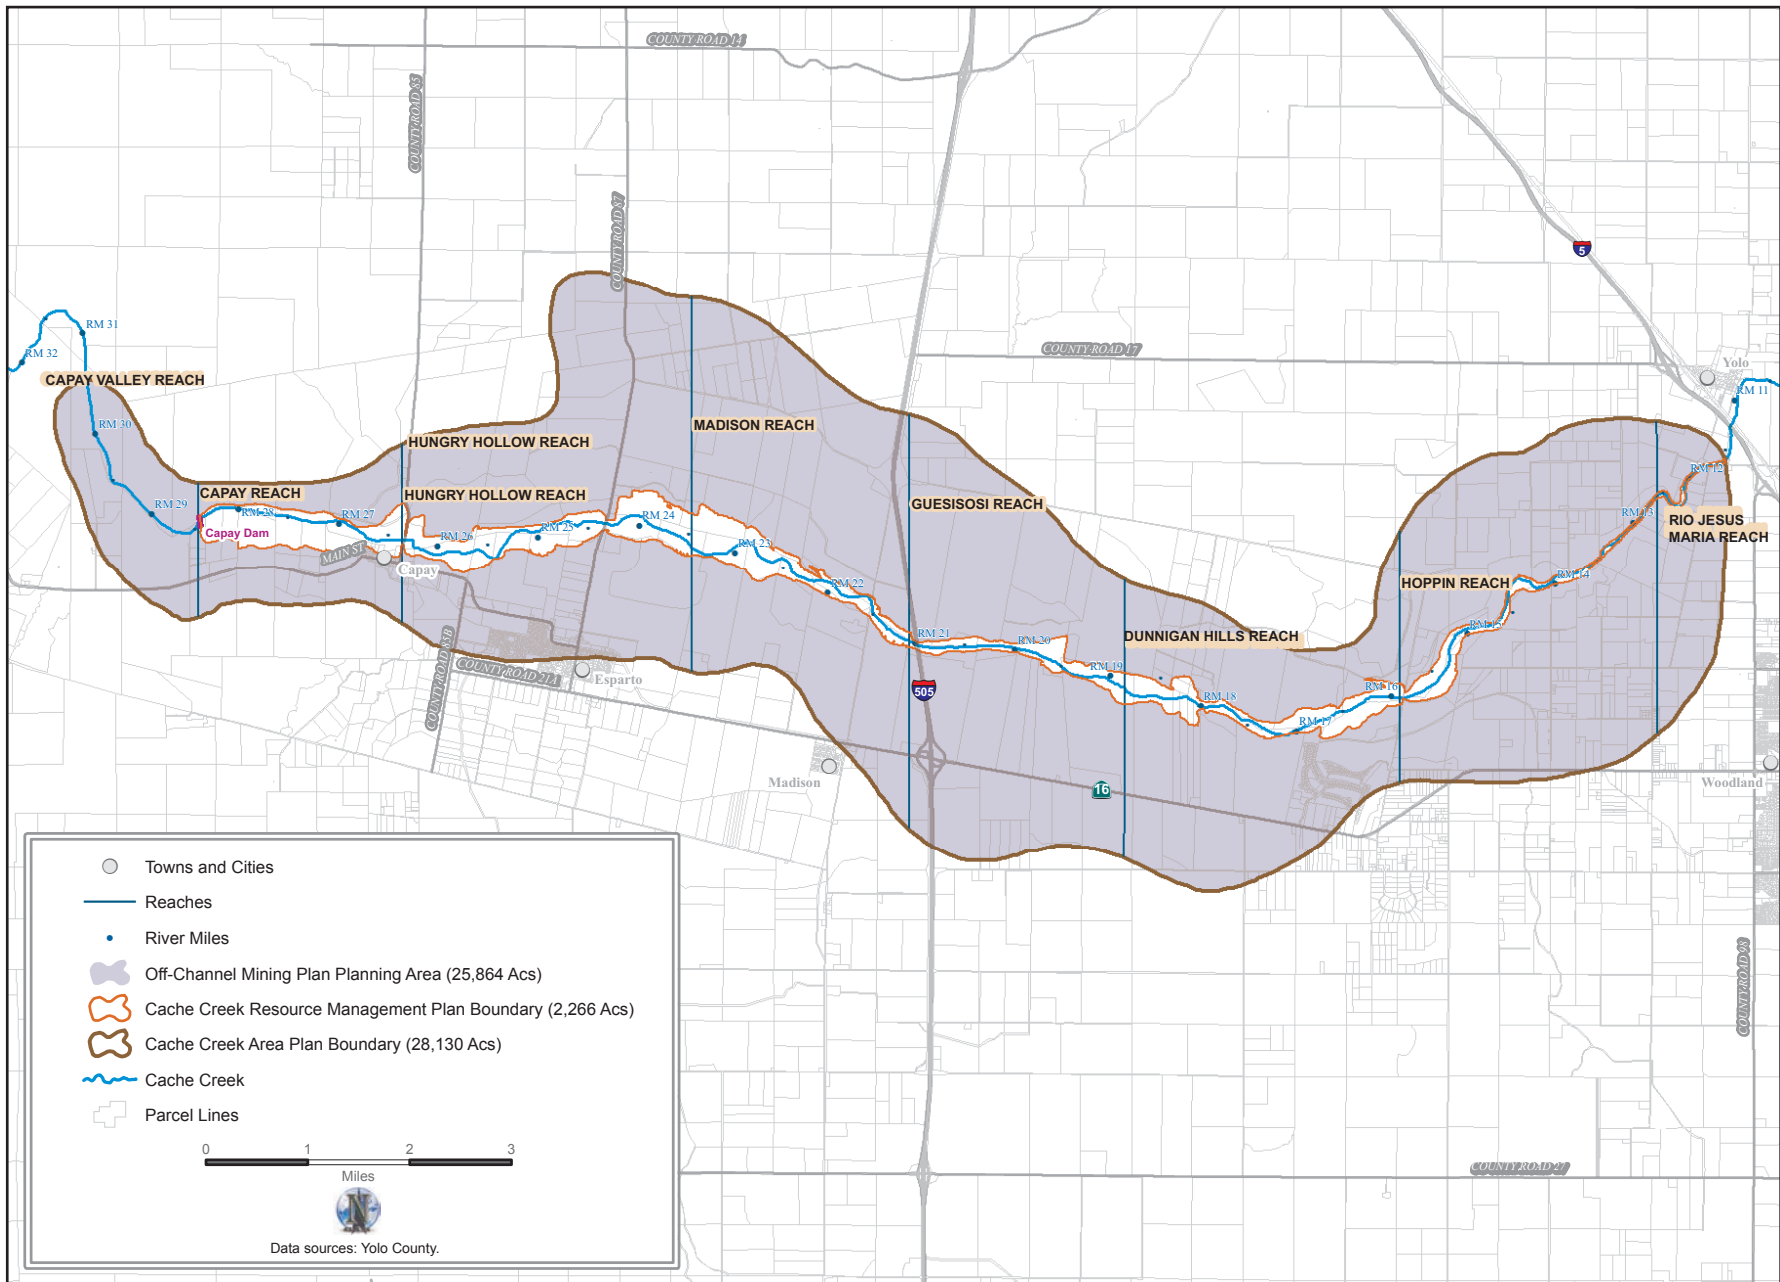 COUNTY ROAD 14
COUNTY ROAD 85
COUNTY ROAD 87
5
RM 31
RM 32
COUNTY ROAD 17
Yolo
RM 11
CAPAY VALLEY REACH
RM 30
HUNGRY HOLLOW REACH
MADISON REACH
RM 12
CAPAY REACH
HUNGRY HOLLOW REACH
GUESISOSI REACH
RM 29
RM 28
RM 27
RM 24
RM 13
RIO JESUS
MARIA REACH
Capay Dam
RM 25
RM 26
MAIN ST
RM 23
Capay
RM 14
HOPPIN REACH
RM 22
RM 21
RM 20
RM 15
DUNNIGAN HILLS REACH
COUNTY ROAD 85B
COUNTY ROAD 21A
Esparto
RM 19
505
RM 18
RM 16
RM 17
Madison
16
Woodland
Towns and Cities
Reaches
River Miles
Off-Channel Mining Plan Planning Area (25,864 Acs)
Cache Creek Resource Management Plan Boundary (2,266 Acs)
Cache Creek Area Plan Boundary (28,130 Acs)
Cache Creek
Parcel Lines
0 1 2 3
Miles
N
Data sources: Yolo County.
COUNTY ROAD 98
COUNTY ROAD 27